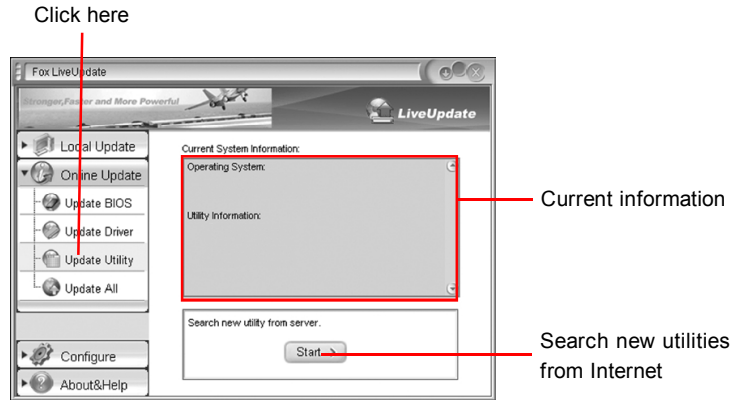 Click here
Fox LiveUpdate
Stronger,Faster and More Powerful
LiveUpdate
Local Update
Online Update
Update BIOS
Update Driver
Update Utility
Update All
Configure
About&Help
Current System Information:
Operating System:
Utility Information:
Search new utility from server.
Start
Current information
Search new utilities
from Internet